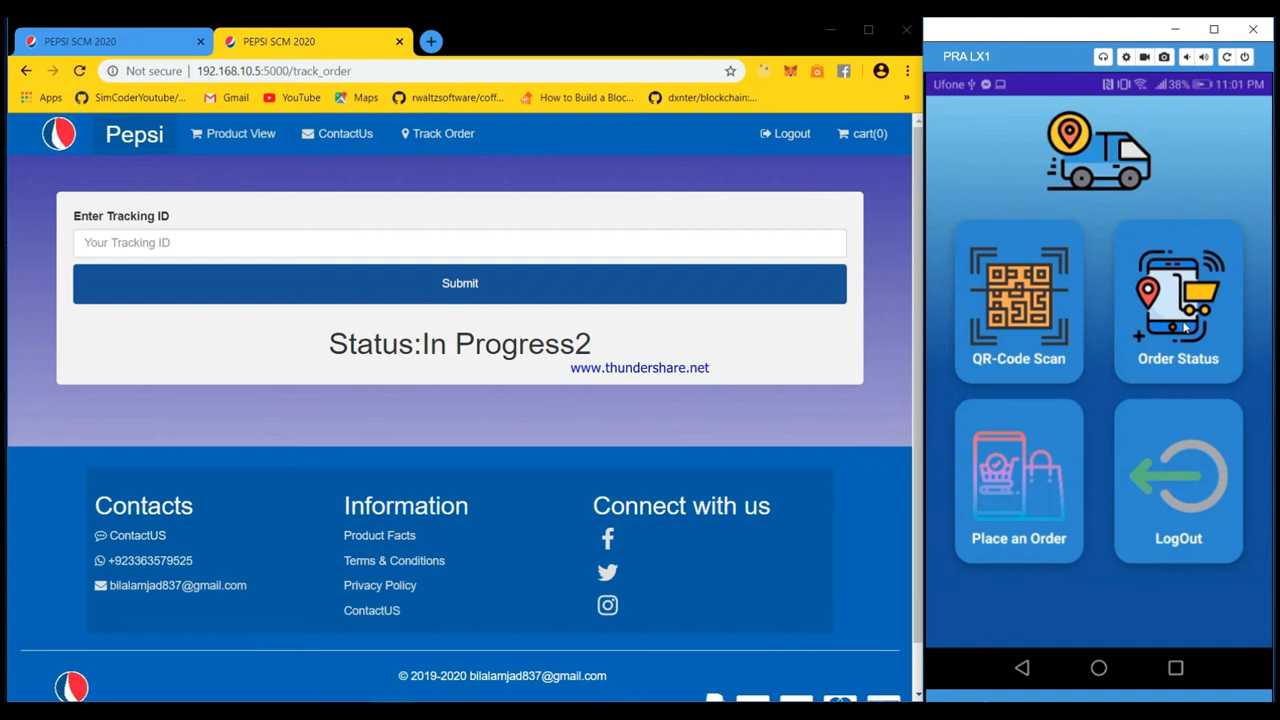 PEPSI SCM 2020
PEPSI SCM 2020
Not secure | 192.168.10.5:5000/track_order
Apps
SimCoderYoutube/...
Gmail
YouTube
Maps
rwaltzsoftware/coff...
How to Build a Bloc...
dxnter/blockchain:...
»
Pepsi
Product View
ContactUs
Track Order
Logout
cart(0)
Enter Tracking ID
Your Tracking ID
Submit
Status:In Progress2
www.thundershare.net
Contacts
ContactUS
+923363579525
bilalamjad837@gmail.com
Information
Product Facts
Terms & Conditions
Privacy Policy
ContactUS
Connect with us
© 2019-2020 bilalamjad837@gmail.com
PRA LX1
Ufone
38%
11:01 PM
QR-Code Scan
Order Status
Place an Order
LogOut